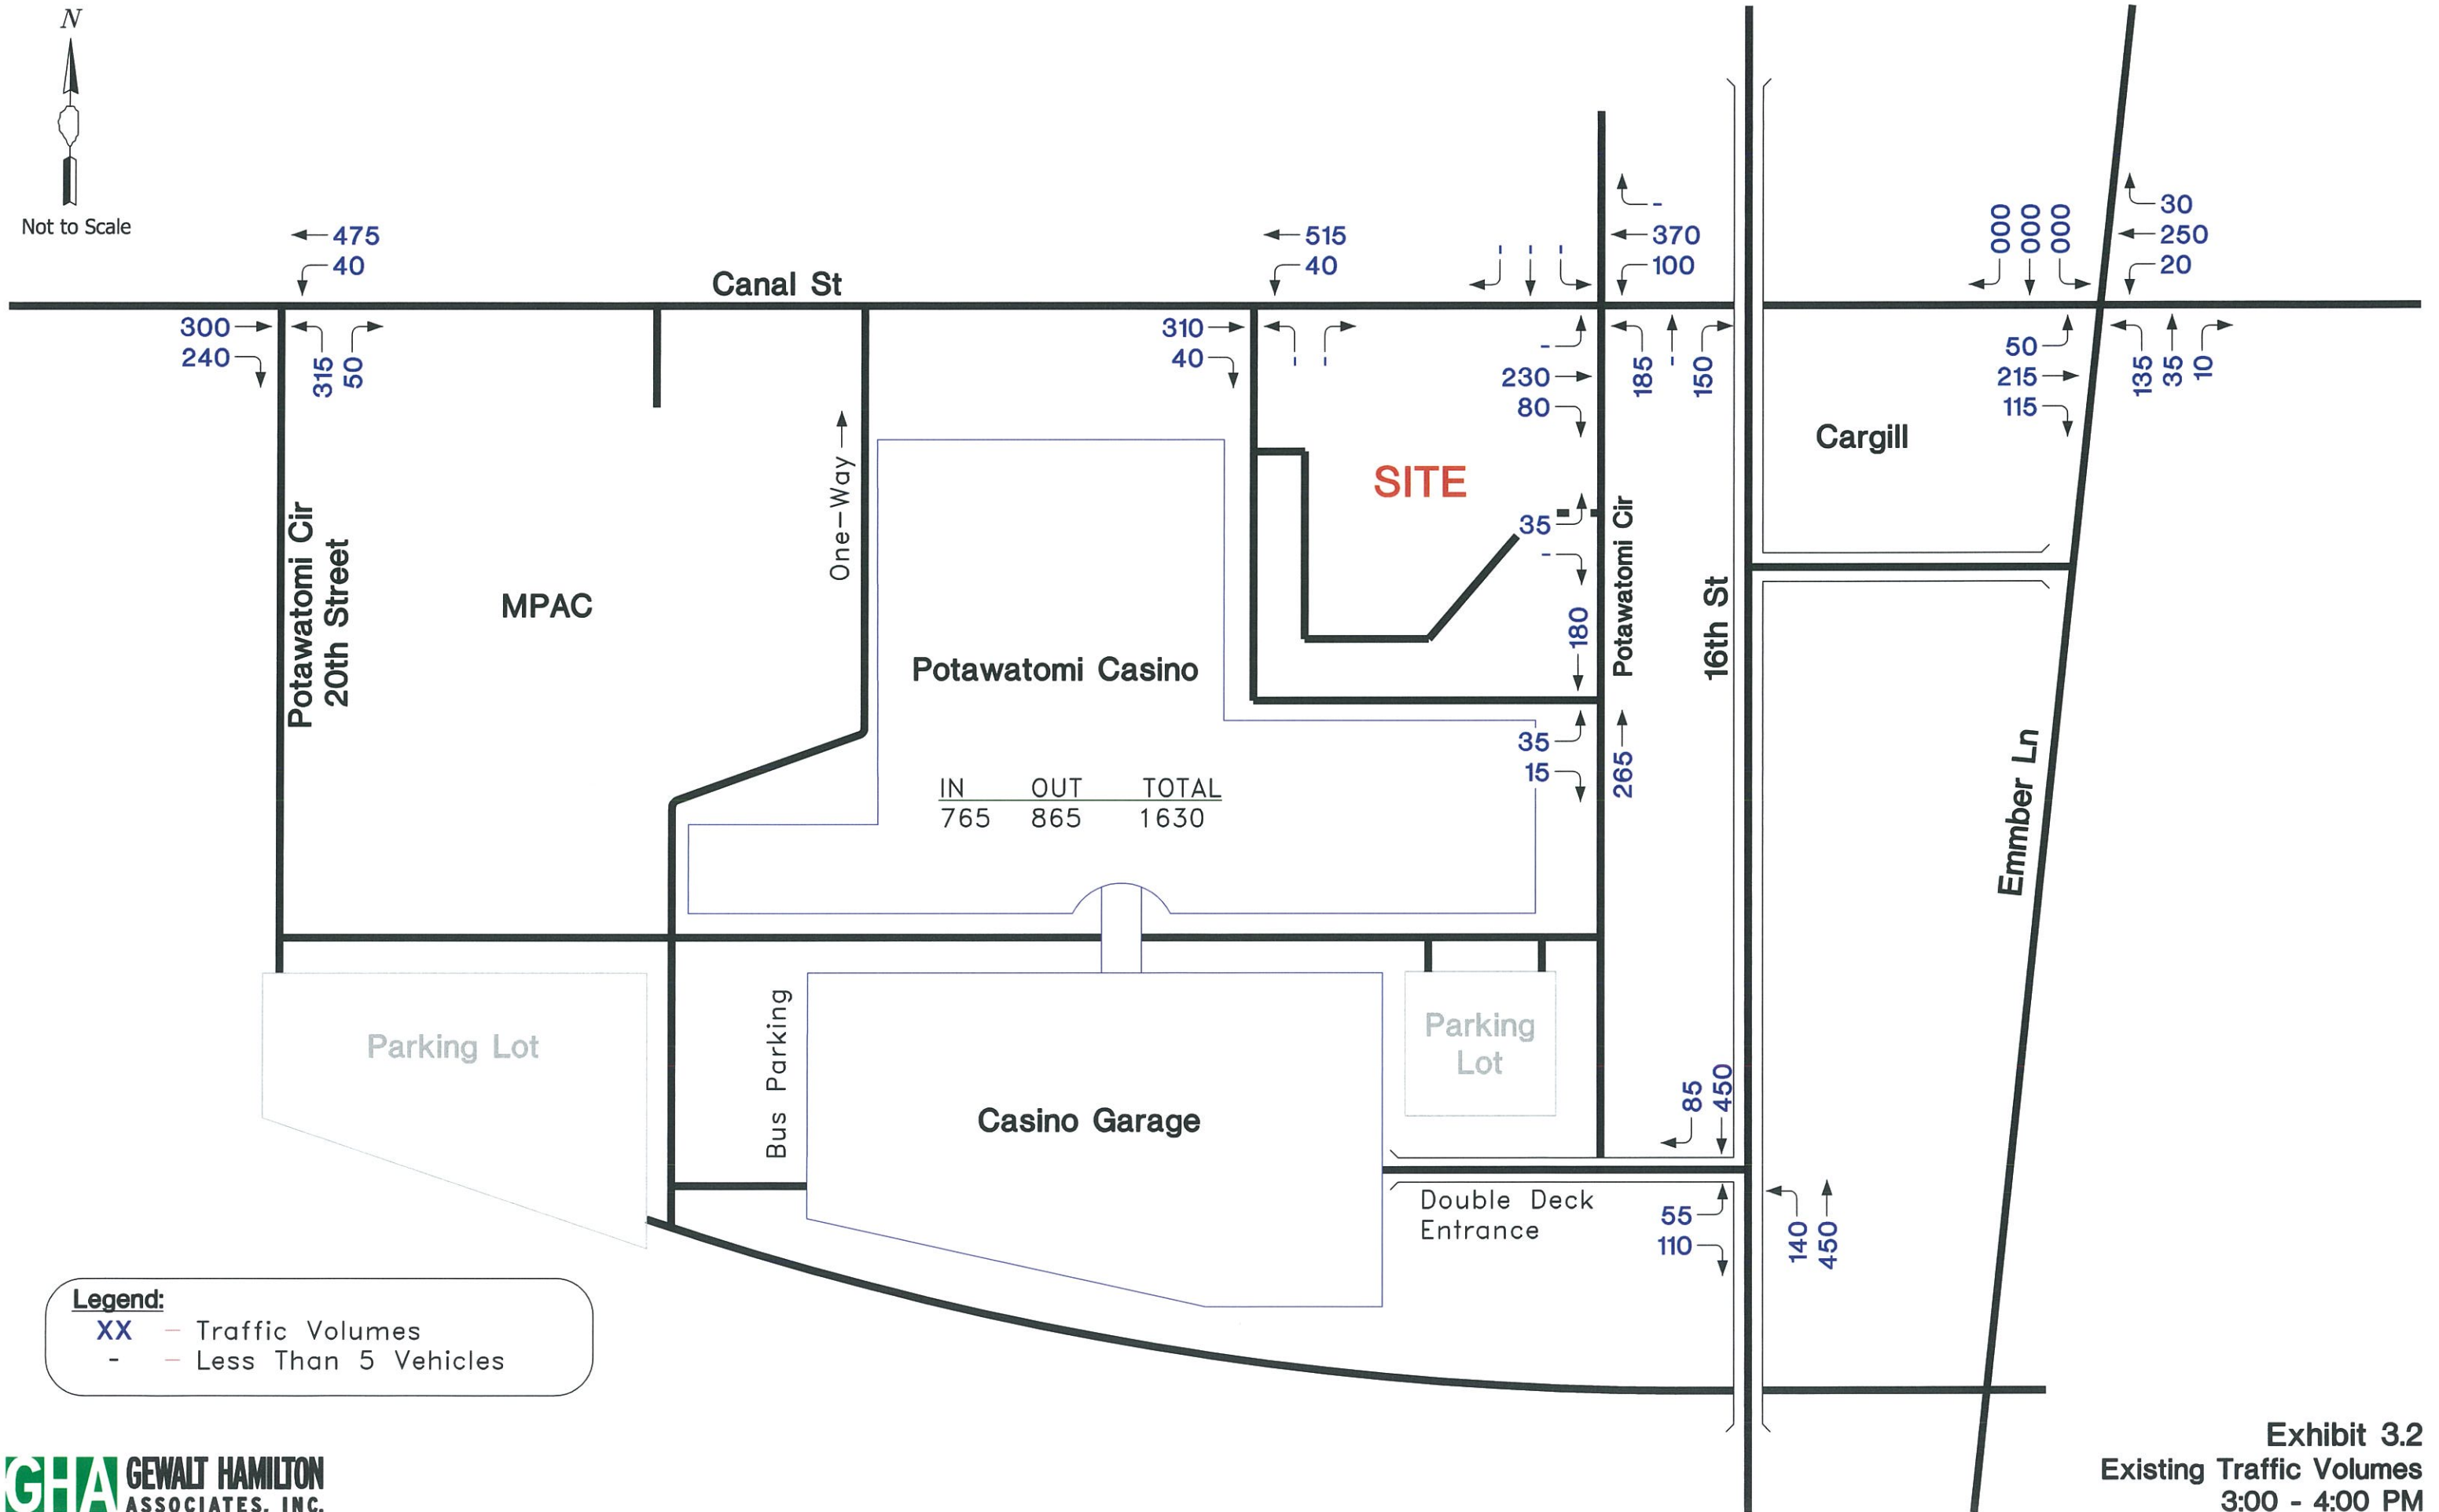 N
Not to Scale
475
40
300
240
315
50
Canal St
515
40
310
40
-
-
-
-
-
-
370
100
-
230
80
185
-
150
000
000
000
30
250
20
50
215
115
135
35
10
Cargill
SITE
One-Way
Potawatomi Cir
20th Street
MPAC
35
-
180
Potawatomi Cir
16th St
Potawatomi Casino
35
15
265
IN OUT TOTAL
765 865 1630
Emnber Ln
Parking Lot
Bus Parking
Casino Garage
Parking
Lot
85
450
Double Deck
Entrance
55
110
140
450
Legend:
XX - Traffic Volumes
- - Less Than 5 Vehicles
GHA GEWALT HAMILTON
ASSOCIATES, INC.
Exhibit 3.2
Existing Traffic Volumes
3:00 - 4:00 PM